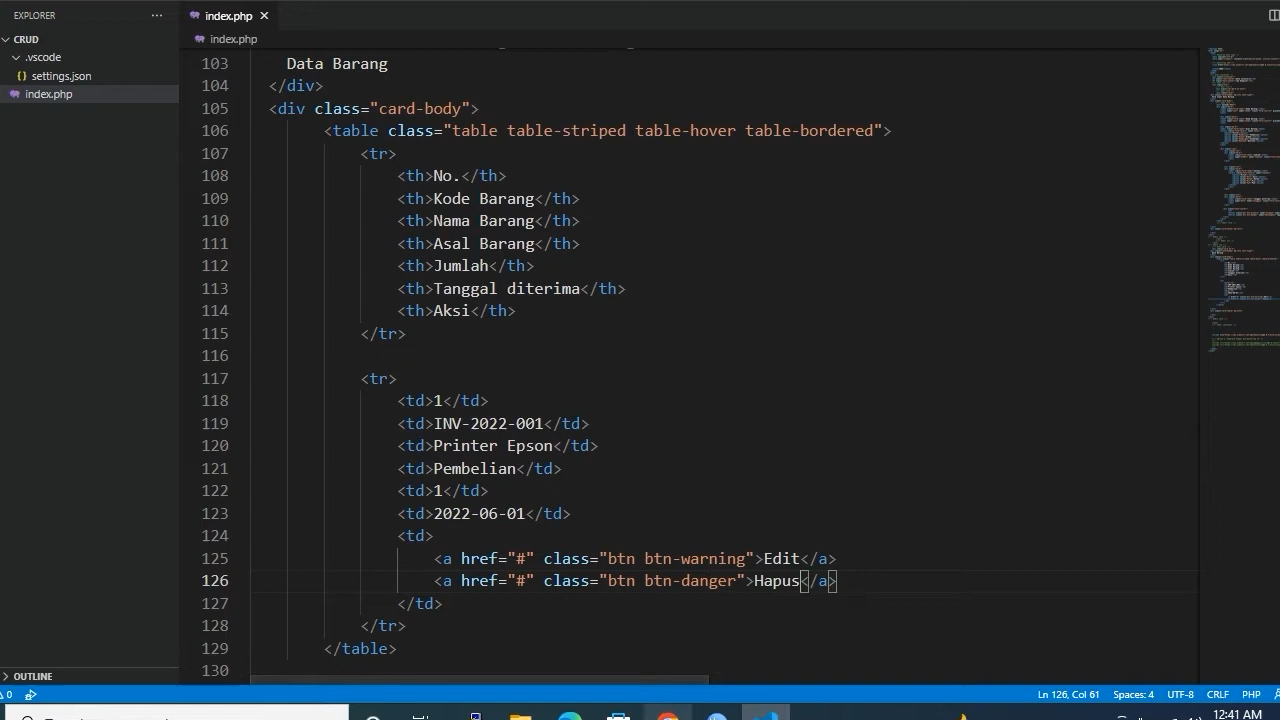 EXPLORER
index.php
CRUD
index.php
.vscode
settings.json
index.php
103 Data Barang
104 </div>
105 <div class="card-body">
106 <table class="table table-striped table-hover table-bordered">
107 <tr>
108 <th>No.</th>
109 <th>Kode Barang</th>
110 <th>Nama Barang</th>
111 <th>Asal Barang</th>
112 <th>Jumlah</th>
113 <th>Tanggal diterima</th>
114 <th>Aksi</th>
115 </tr>
116
117 <tr>
118 <td>1</td>
119 <td>INV-2022-001</td>
120 <td>Printer Epson</td>
121 <td>Pembelian</td>
122 <td>1</td>
123 <td>2022-06-01</td>
124 <td>
125 <a href="#" class="btn btn-warning">Edit</a>
126 <a href="#" class="btn btn-danger">Hapus</a>
127 </td>
128 </tr>
129 </table>
130
OUTLINE
0
Ln 126, Col 61 Spaces: 4 UTF-8 CRLF PHP
12:41 AM